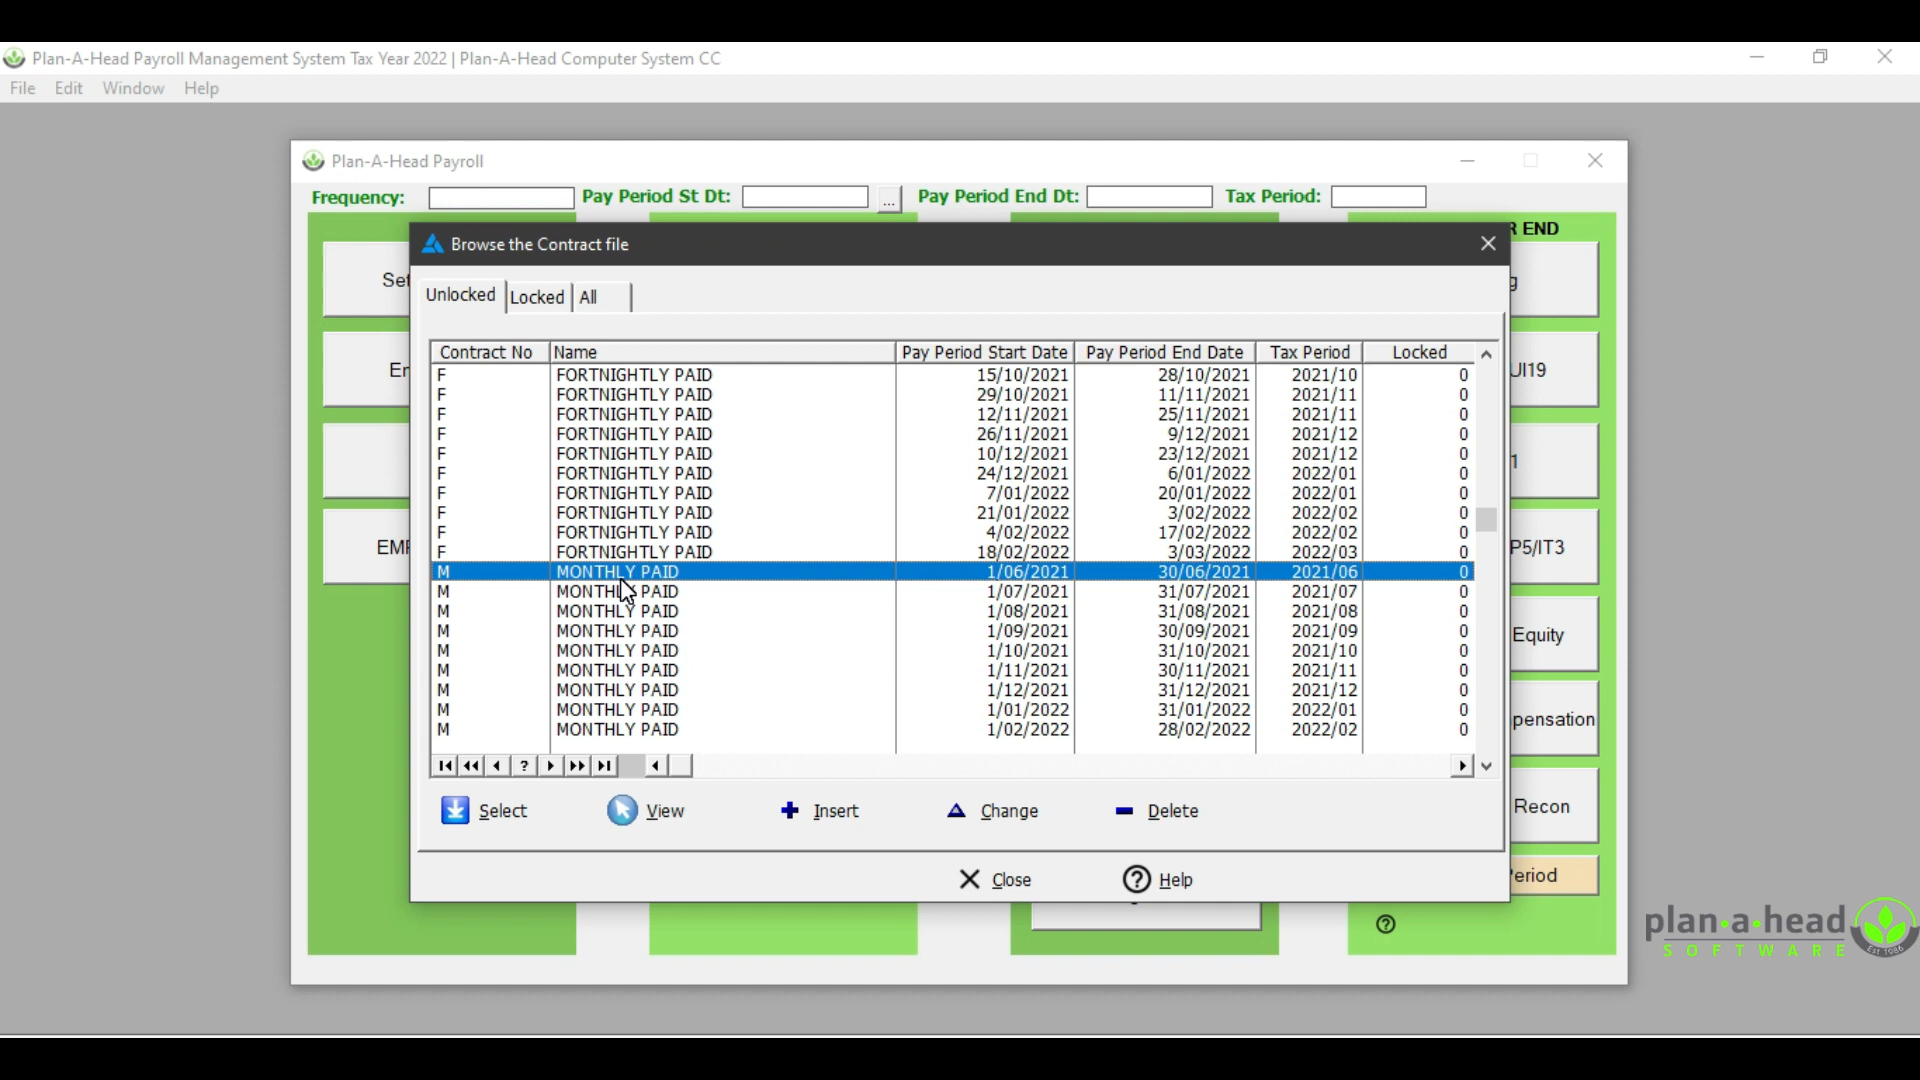 Plan-A-Head Payroll Management System Tax Year 2022 | Plan-A-Head Computer System CC
File Edit Window Help
Plan-A-Head Payroll
Frequency: Pay Period St Dt: ... Pay Period End Dt: Tax Period:
R END
Browse the Contract file
Set
g
Unlocked Locked All
Contract No Name Pay Period Start Date Pay Period End Date Tax Period Locked
F FORTNIGHTLY PAID 15/10/2021 28/10/2021 2021/10 0
F FORTNIGHTLY PAID 29/10/2021 11/11/2021 2021/11 0
F FORTNIGHTLY PAID 12/11/2021 25/11/2021 2021/11 0
F FORTNIGHTLY PAID 26/11/2021 9/12/2021 2021/12 0
F FORTNIGHTLY PAID 10/12/2021 23/12/2021 2021/12 0
F FORTNIGHTLY PAID 24/12/2021 6/01/2022 2022/01 0
F FORTNIGHTLY PAID 7/01/2022 20/01/2022 2022/01 0
F FORTNIGHTLY PAID 21/01/2022 3/02/2022 2022/02 0
F FORTNIGHTLY PAID 4/02/2022 17/02/2022 2022/02 0
F FORTNIGHTLY PAID 18/02/2022 3/03/2022 2022/03 0
M MONTHLY PAID 1/06/2021 30/06/2021 2021/06 0
M MONTHLY PAID 1/07/2021 31/07/2021 2021/07 0
M MONTHLY PAID 1/08/2021 31/08/2021 2021/08 0
M MONTHLY PAID 1/09/2021 30/09/2021 2021/09 0
M MONTHLY PAID 1/10/2021 31/10/2021 2021/10 0
M MONTHLY PAID 1/11/2021 30/11/2021 2021/11 0
M MONTHLY PAID 1/12/2021 31/12/2021 2021/12 0
M MONTHLY PAID 1/01/2022 31/01/2022 2022/01 0
M MONTHLY PAID 1/02/2022 28/02/2022 2022/02 0
Select View Insert Change Delete
Close Help
Em
EMP
UI19
1
P5/IT3
Equity
pensation
Recon
Period
plan·a·head
SOFTWARE
Est 1986